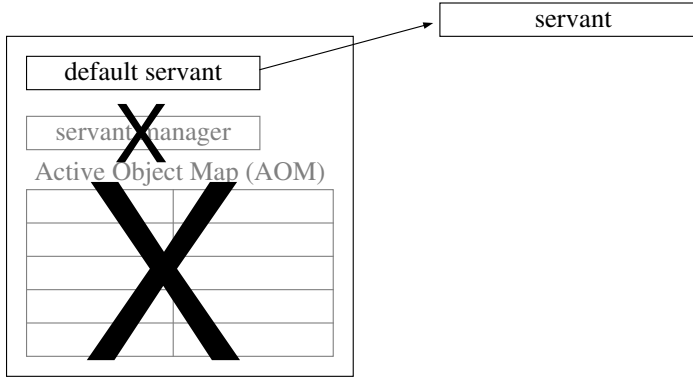 servant
default servant
servant manager
Active Object Map (AOM)